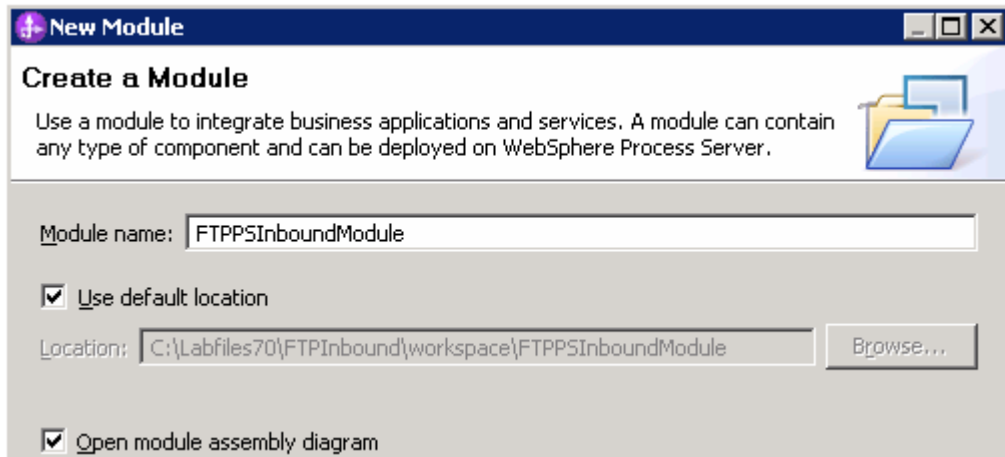 New Module
Create a Module
Use a module to integrate business applications and services. A module can contain
any type of component and can be deployed on WebSphere Process Server.
Module name: FTPPSInboundModule
Use default location
Location: C:\Labfiles70\FTPInbound\workspace\FTPPSInboundModule Browse...
Open module assembly diagram